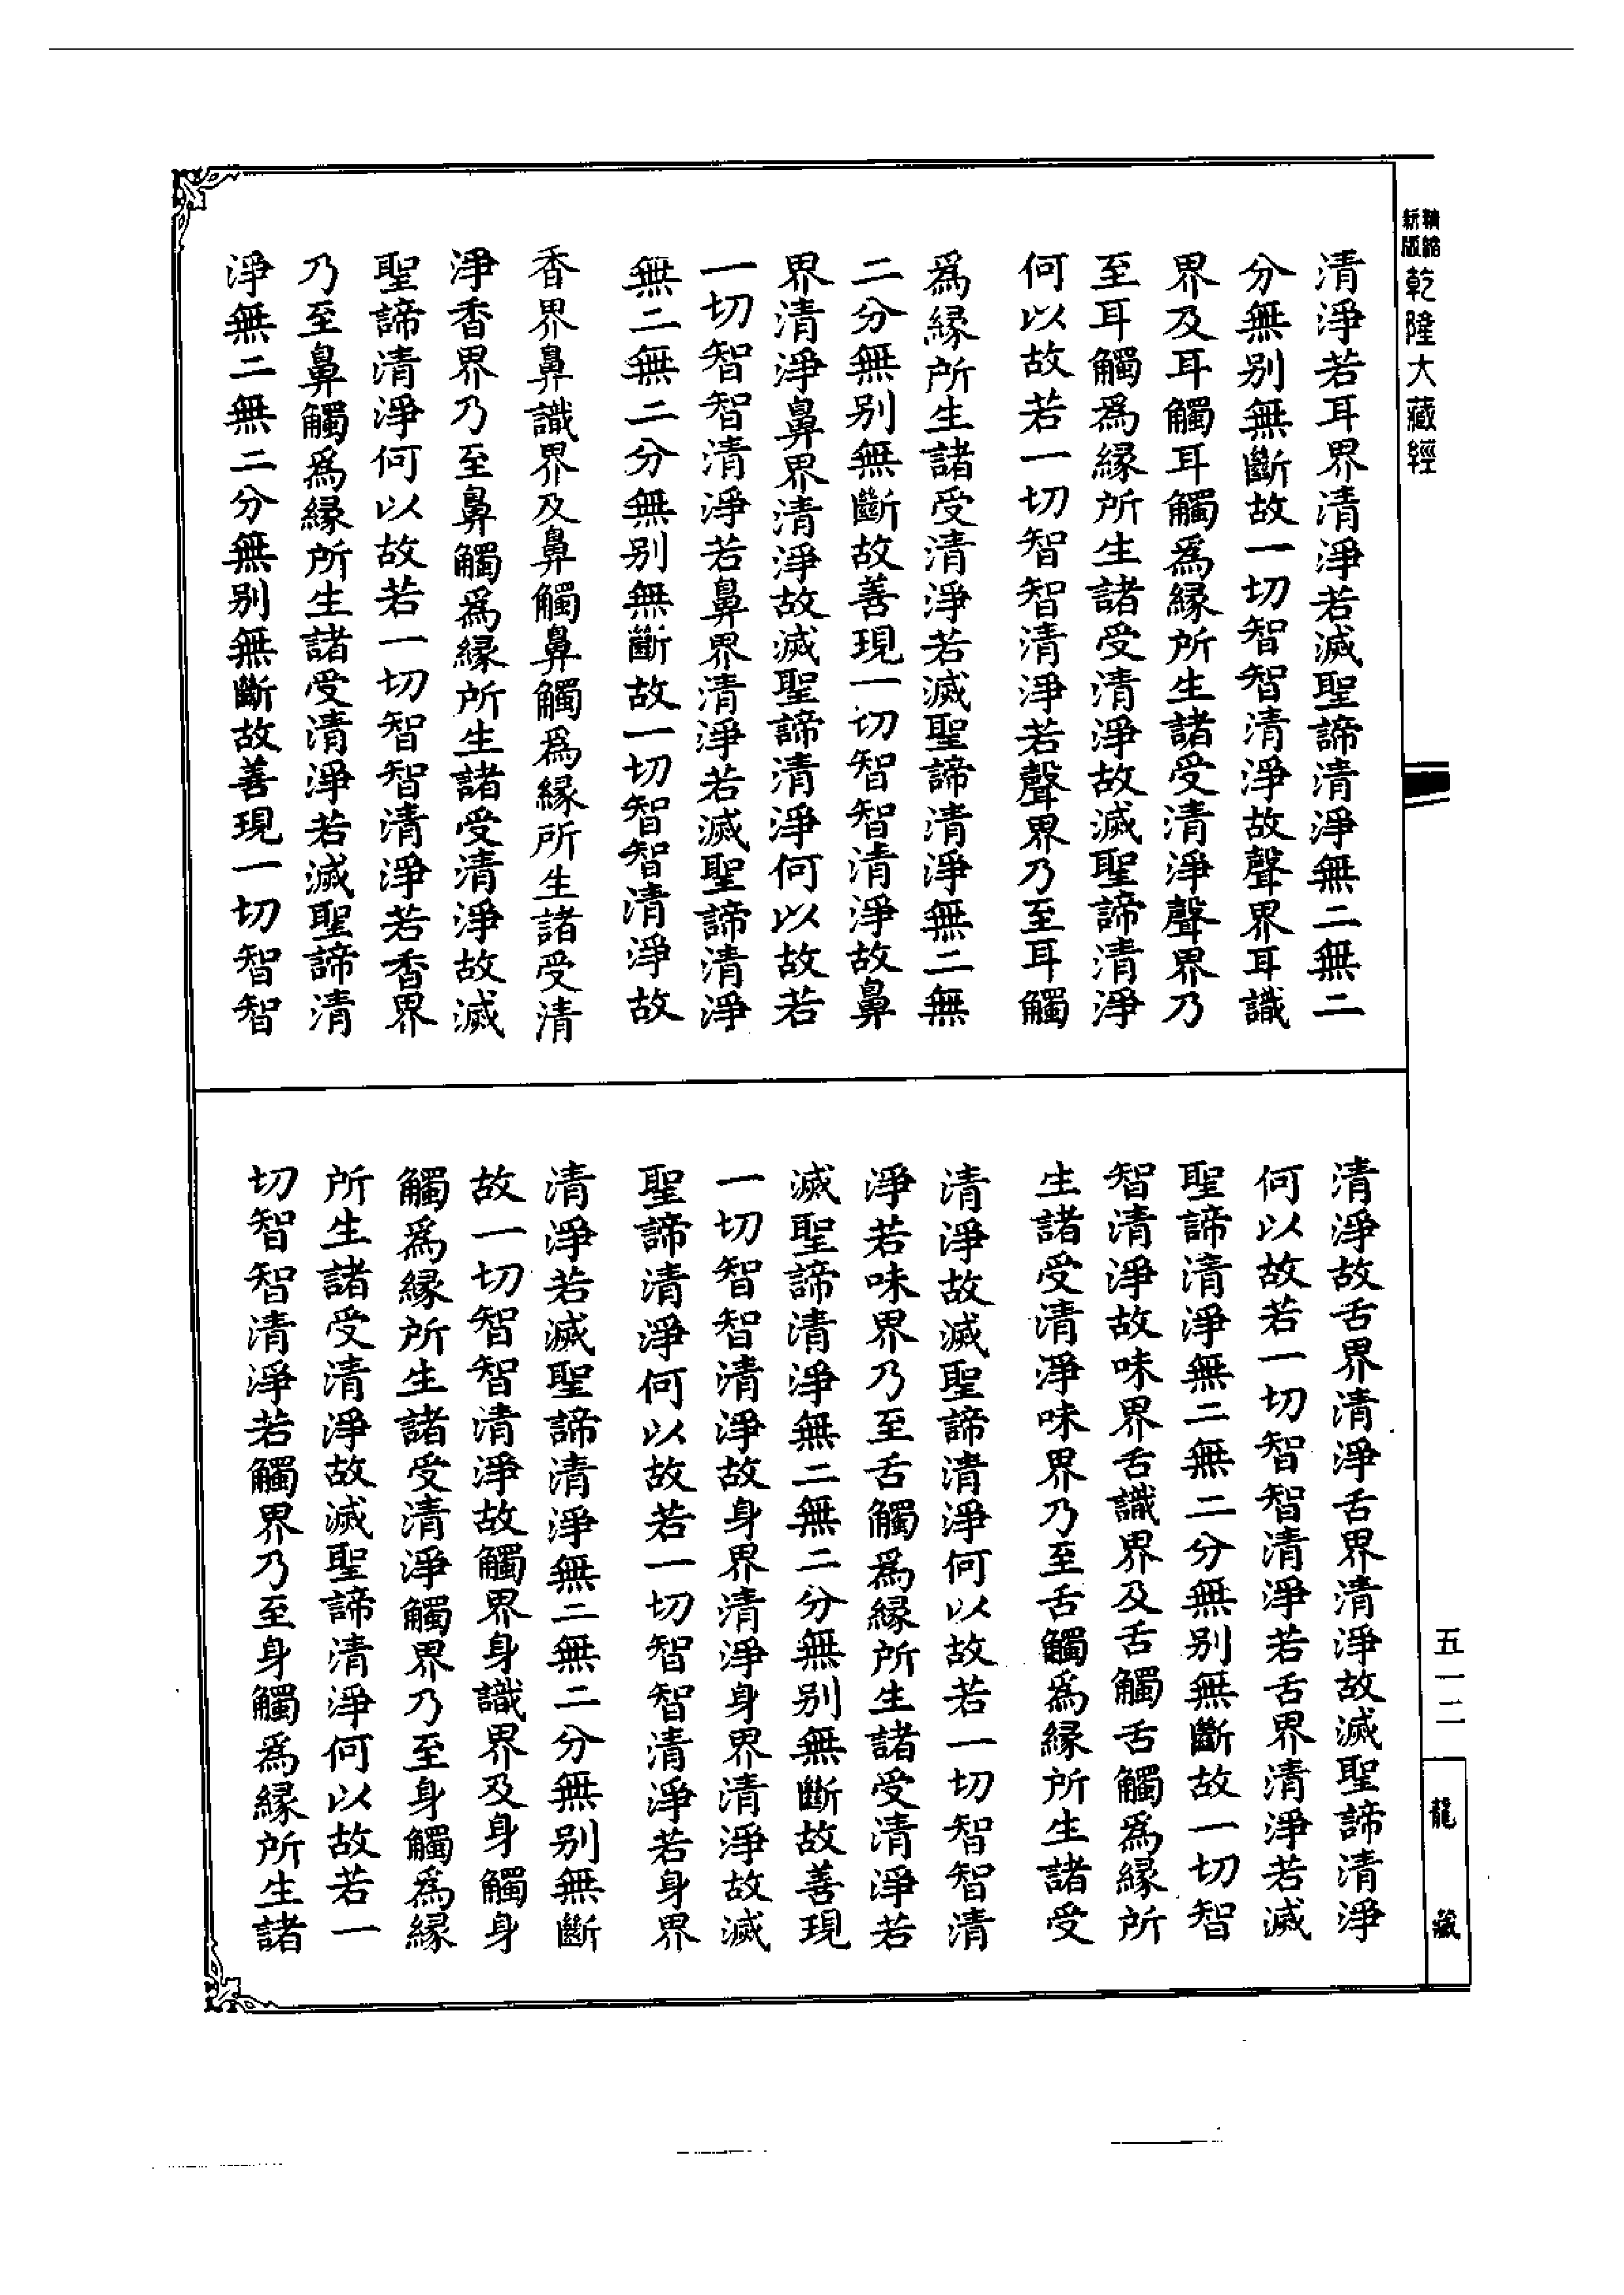 精縮新版乾隆大藏經
清淨若耳界清淨若滅聖諦清淨無二無二
分無别無斷故一切智智清淨故聲界耳識
界及耳觸耳觸爲縁所生諸受清淨聲界乃
至耳觸爲縁所生諸受清淨故滅聖諦清淨
何以故若一切智智清淨若聲界乃至耳觸
爲縁所生諸受清淨若滅聖諦清淨無二無
二分無别無斷故善現一切智智清淨故鼻
界清淨鼻界清淨故滅聖諦清淨何以故若
一切智智清淨若鼻界清淨若滅聖諦清淨
無二無二分無别無斷故一切智智清淨故
香界鼻識界及鼻觸鼻觸爲縁所生諸受清
淨香界乃至鼻觸爲縁所生諸受清淨故滅
聖諦清淨何以故若一切智智清淨若香界
乃至鼻觸爲縁所生諸受清淨若滅聖諦清
淨無二無二分無别無斷故善現一切智智
清淨故舌界清淨舌界清淨故滅聖諦清淨
何以故若一切智智清淨若舌界清淨若滅
聖諦清淨無二無二分無别無斷故一切智
智清淨故味界舌識界及舌觸舌觸爲縁所
生諸受清淨味界乃至舌觸爲縁所生諸受
清淨故滅聖諦清淨何以故若一切智智清
淨若味界乃至舌觸爲縁所生諸受清淨若
滅聖諦清淨無二無二分無别無斷故善現
一切智智清淨故身界清淨身界清淨故滅
聖諦清淨何以故若一切智智清淨若身界
清淨若滅聖諦清淨無二無二分無别無斷
故一切智智清淨故觸界身識界及身觸身
觸爲縁所生諸受清淨觸界乃至身觸爲縁
所生諸受清淨故滅聖諦清淨何以故若一
切智智清淨若觸界乃至身觸爲縁所生諸
五一二
龍藏